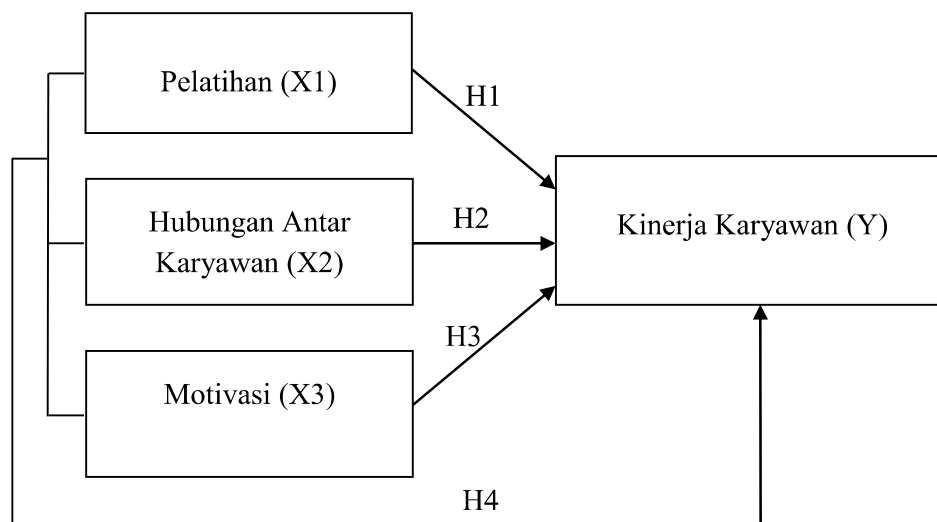 Pelatihan (X1)
H1
Hubungan Antar
Karyawan (X2)
H2
Kinerja Karyawan (Y)
H3
Motivasi (X3)
H4